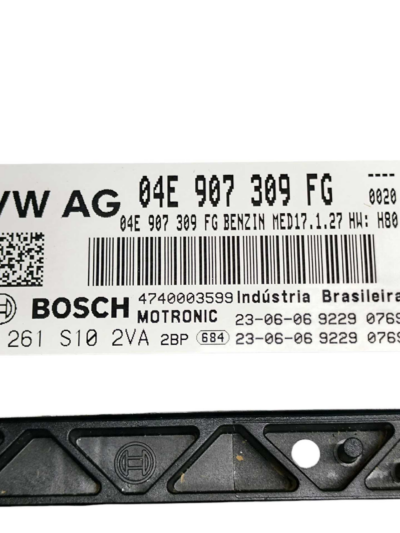 VW AG 04E 907 309 FG
0020
04E 907 309 FG BENZIN MED17.1.27 HW: H80
BOSCH 4740003599 Indústria Brasileira
MOTRONIC 23-06-06 9229 0769
261 S10 2VA 2BP 684 23-06-06 9229 0769